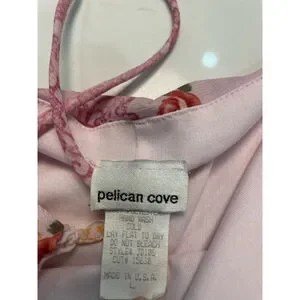 pelican cove
HAND WASH
COLD
LAY FLAT TO DRY
DO NOT BLEACH
MADE IN U.S.A.
L